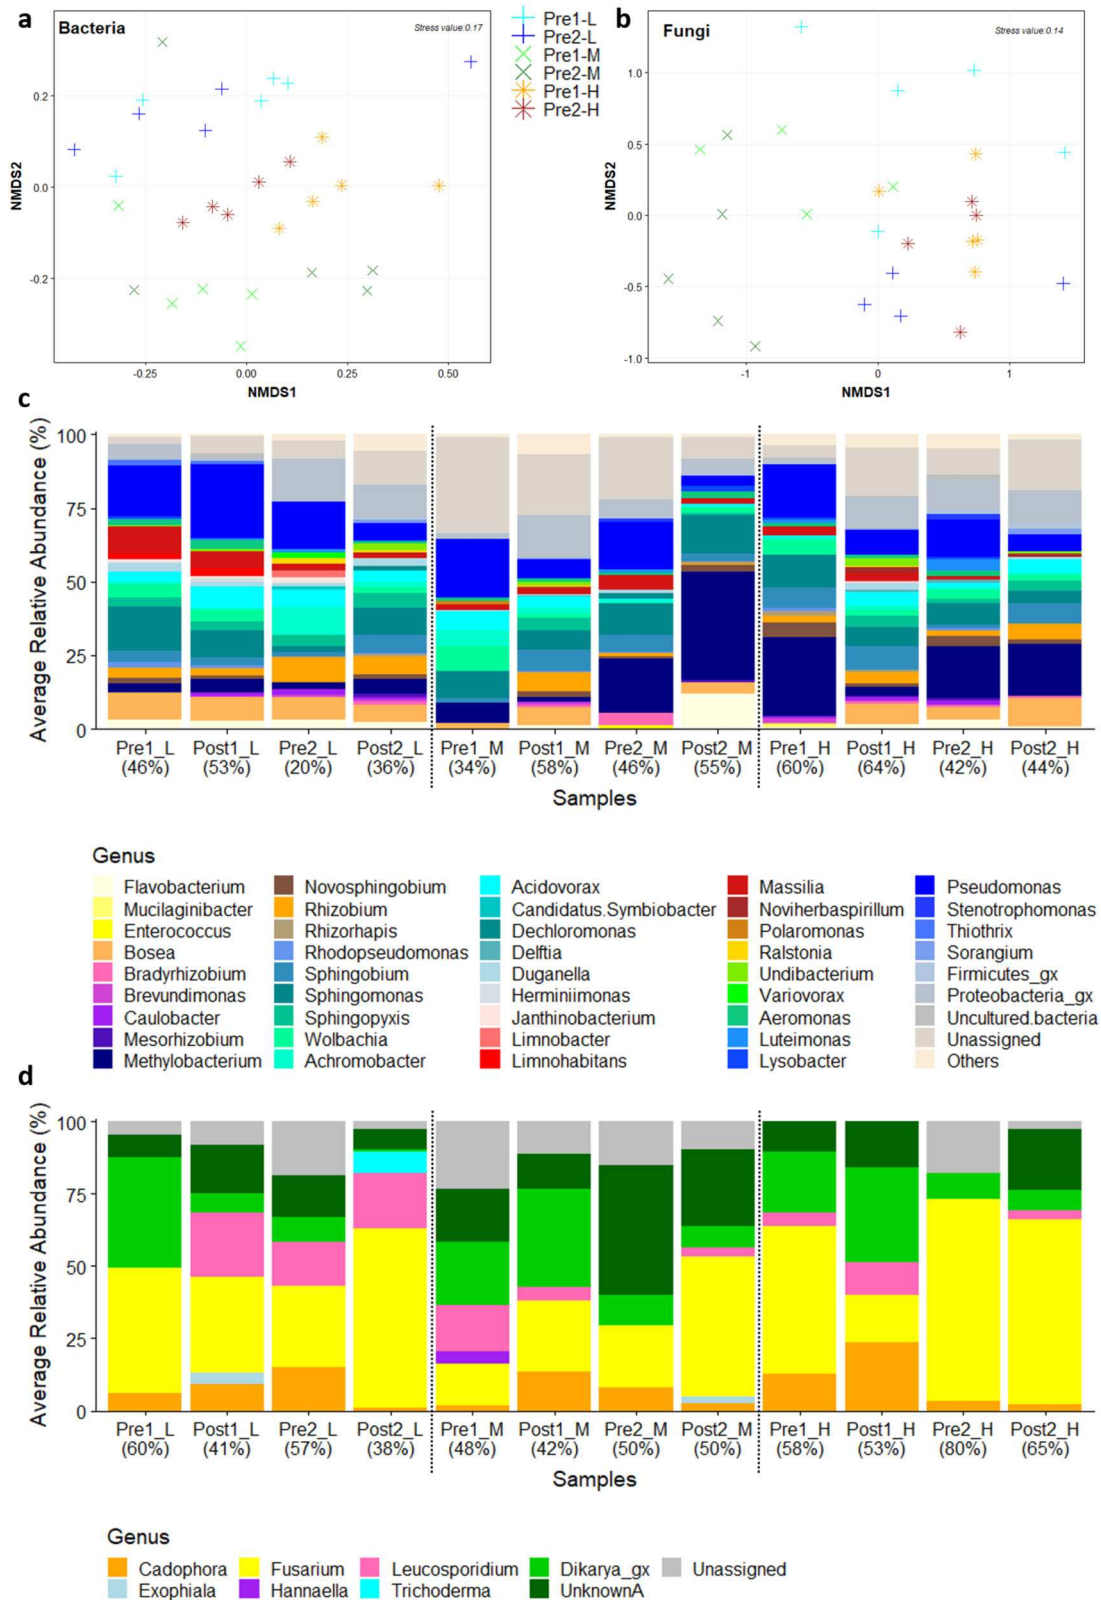 a
Bacteria
Stress value:0.17
0.2
0.0
-0.2
NMDS2
-0.25
0.00
0.25
0.50
NMDS1
Pre1-L
Pre2-L
Pre1-M
Pre2-M
Pre1-H
Pre2-H
b
Fungi
Stress value:0.14
1.0
0.5
0.0
-0.5
-1.0
NMDS2
-1
0
1
NMDS1
c
Average Relative Abundance (%)
100
75
50
25
0
Pre1_L Post1_L Pre2_L Post2_L Pre1_M Post1_M Pre2_M Post2_M Pre1_H Post1_H Pre2_H Post2_H
(46%) (53%) (20%) (36%) (34%) (58%) (46%) (55%) (60%) (64%) (42%) (44%)
Samples
Genus
Flavobacterium Novosphingobium Acidovorax Massilia Pseudomonas
Mucilaginibacter Rhizobium Candidatus.Symbiobacter Noviherbaspirillum Stenotrophomonas
Enterococcus Rhizorhapis Dechloromonas Polaromonas Thiothrix
Bosea Rhodopseudomonas Delftia Ralstonia Sorangium
Bradyrhizobium Sphingobium Duganella Undibacterium Firmicutes_gx
Brevundimonas Sphingomonas Herminiimonas Variovorax Proteobacteria_gx
Caulobacter Sphingopyxis Janthinobacterium Aeromonas Uncultured.bacteria
Mesorhizobium Wolbachia Limnobacter Luteimonas Unassigned
Methylobacterium Achromobacter Limnohabitans Lysobacter Others
d
Average Relative Abundance (%)
100
75
50
25
0
Pre1_L Post1_L Pre2_L Post2_L Pre1_M Post1_M Pre2_M Post2_M Pre1_H Post1_H Pre2_H Post2_H
(60%) (41%) (57%) (38%) (48%) (42%) (50%) (50%) (58%) (53%) (80%) (65%)
Samples
Genus
Cadophora Fusarium Leucosporidium Dikarya_gx Unassigned
Exophiala Hannaella Trichoderma UnknownA